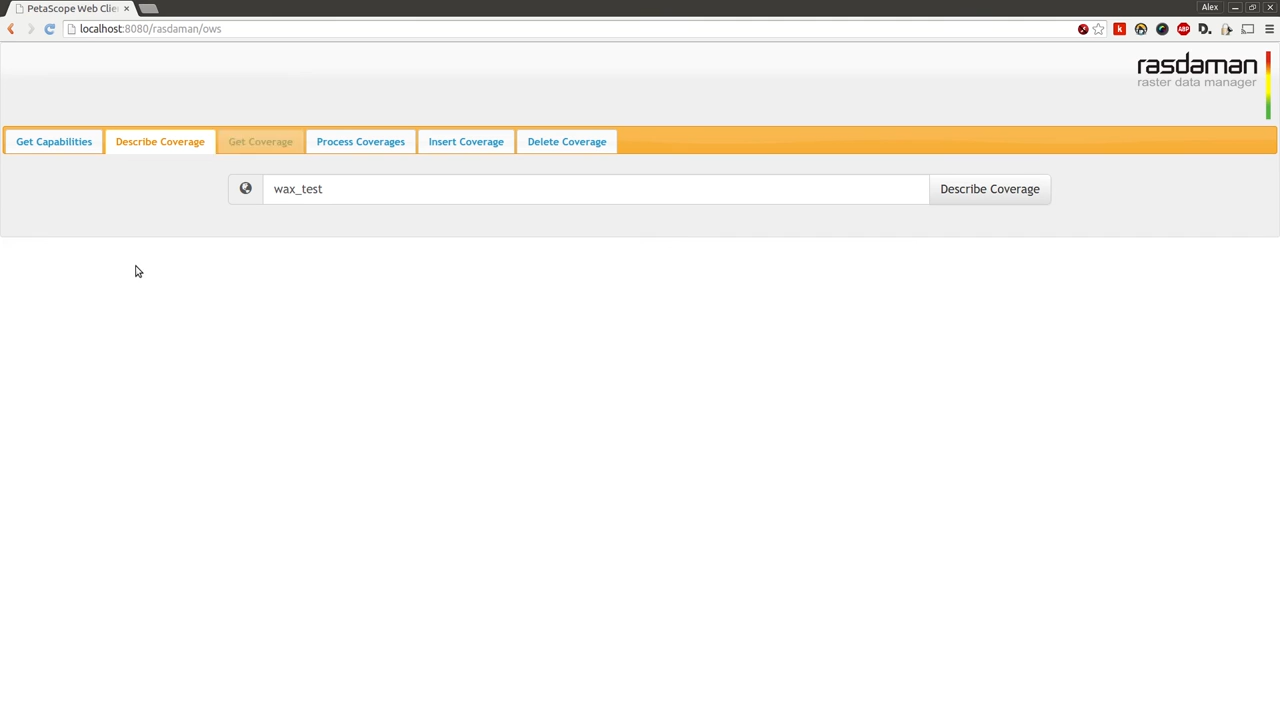 PetaScope Web Clie
Alex
localhost:8080/rasdaman/ows
k
ABP
D.
rasdaman
raster data manager
Get Capabilities
Describe Coverage
Get Coverage
Process Coverages
Insert Coverage
Delete Coverage
wax_test
Describe Coverage